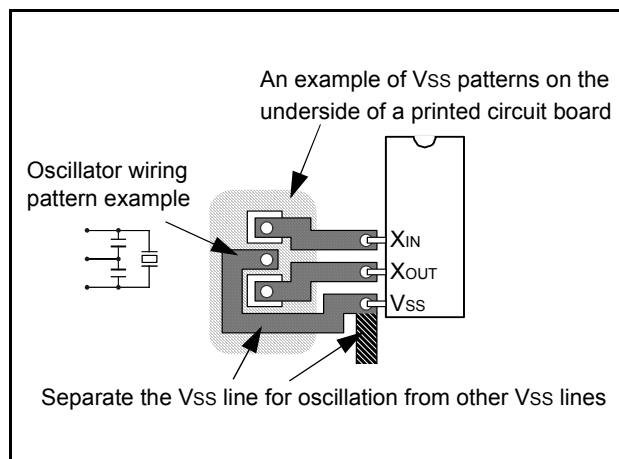 An example of VSS patterns on the
underside of a printed circuit board
Oscillator wiring
pattern example
XIN
XOUT
VSS
Separate the VSS line for oscillation from other VSS lines